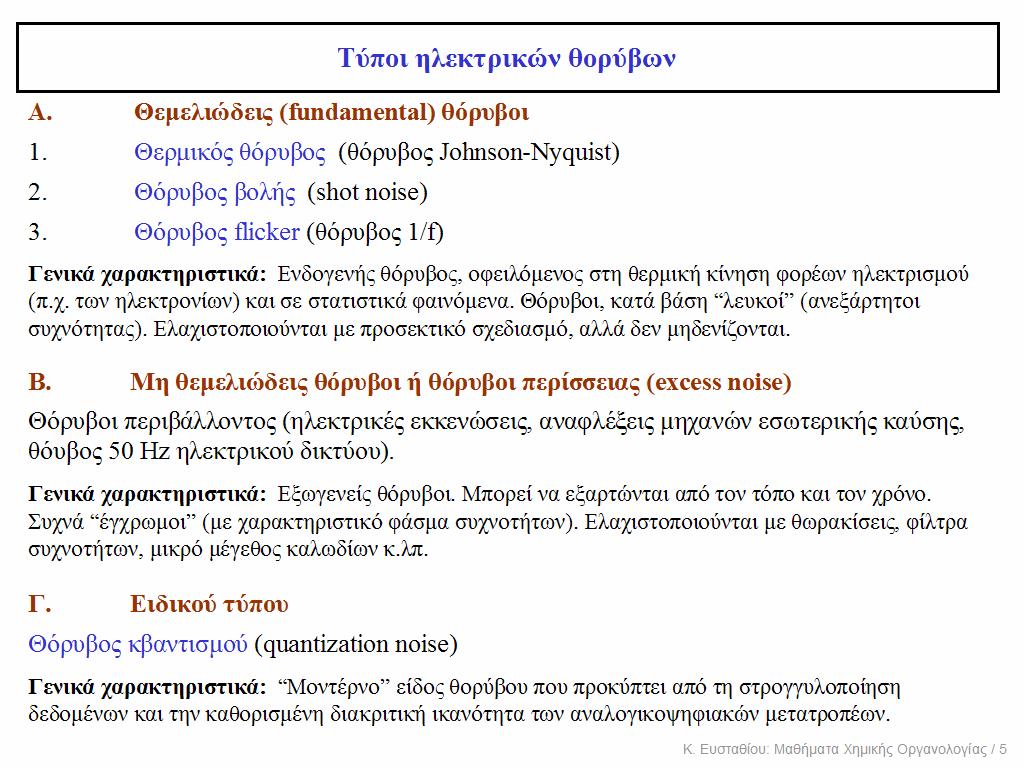 Τύποι ηλεκτρικών θορύβων
Α. Θεμελιώδεις (fundamental) θόρυβοι
1. Θερμικός θόρυβος (θόρυβος Johnson-Nyquist)
2. Θόρυβος βολής (shot noise)
3. Θόρυβος flicker (θόρυβος 1/f)
Γενικά χαρακτηριστικά: Ενδογενής θόρυβος, οφειλόμενος στη θερμική κίνηση φορέων ηλεκτρισμού
(π.χ. των ηλεκτρονίων) και σε στατιστικά φαινόμενα. Θόρυβοι, κατά βάση “λευκοί” (ανεξάρτητοι
συχνότητας). Ελαχιστοποιούνται με προσεκτικό σχεδιασμό, αλλά δεν μηδενίζονται.
Β. Μη θεμελιώδεις θόρυβοι ή θόρυβοι περίσσειας (excess noise)
Θόρυβοι περιβάλλοντος (ηλεκτρικές εκκενώσεις, αναφλέξεις μηχανών εσωτερικής καύσης,
θόυβος 50 Hz ηλεκτρικού δικτύου).
Γενικά χαρακτηριστικά: Εξωγενείς θόρυβοι. Μπορεί να εξαρτώνται από τον τόπο και τον χρόνο.
Συχνά “έγχρωμοι” (με χαρακτηριστικό φάσμα συχνοτήτων). Ελαχιστοποιούνται με θωρακίσεις, φίλτρα
συχνοτήτων, μικρό μέγεθος καλωδίων κ.λπ.
Γ. Ειδικού τύπου
Θόρυβος κβαντισμού (quantization noise)
Γενικά χαρακτηριστικά: “Μοντέρνο” είδος θορύβου που προκύπτει από τη στρογγυλοποίηση
δεδομένων και την καθορισμένη διακριτική ικανότητα των αναλογικοψηφιακών μετατροπέων.
Κ. Ευσταθίου: Μαθήματα Χημικής Οργανολογίας / 5